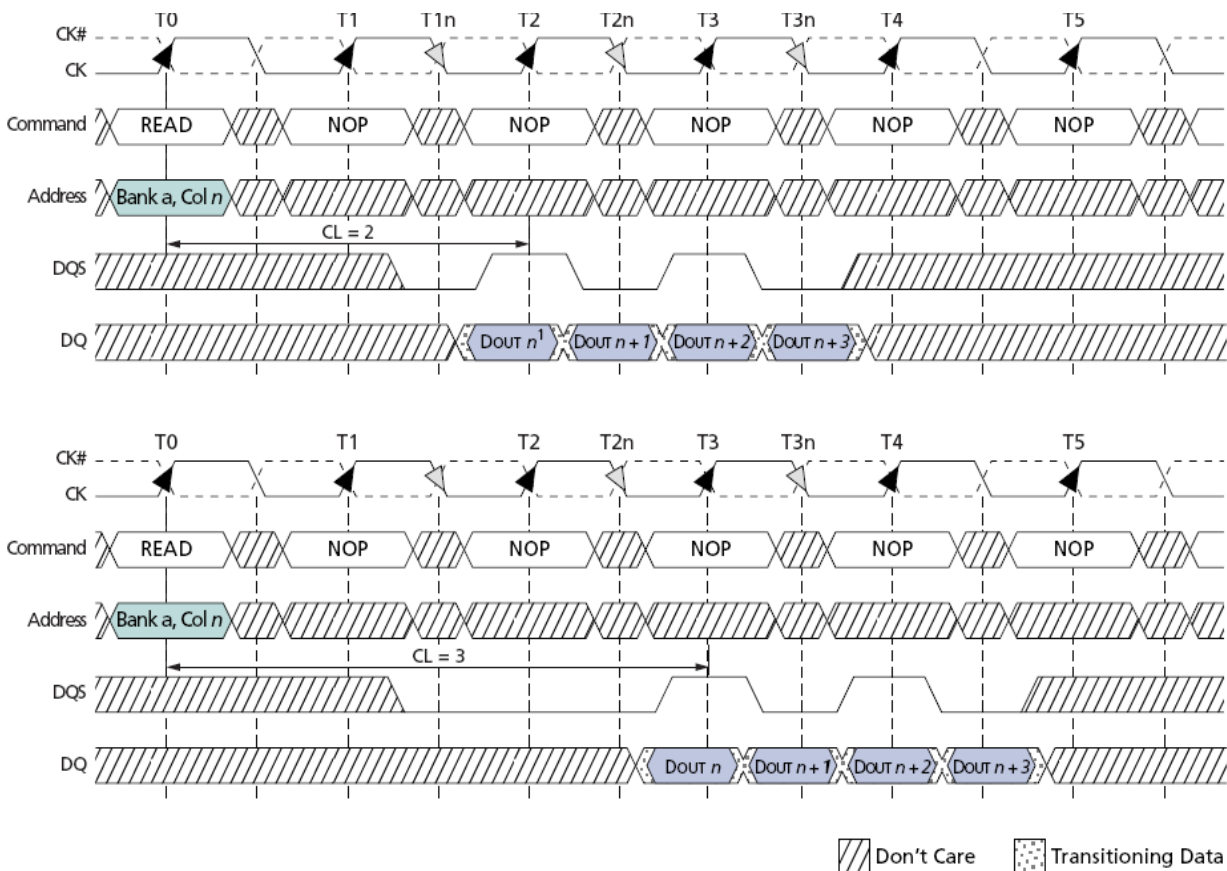 T0 T1 T1n T2 T2n T3 T3n T4 T5
CK#
CK
Command READ NOP NOP NOP NOP NOP
Address Bank a, Col n
CL = 2
DQS
DQ DOUT n1 DOUT n + 1 DOUT n + 2 DOUT n + 3
T0 T1 T2 T2n T3 T3n T4 T5
CK#
CK
Command READ NOP NOP NOP NOP NOP
Address Bank a, Col n
CL = 3
DQS
DQ DOUT n DOUT n + 1 DOUT n + 2 DOUT n + 3
Don't Care Transitioning Data